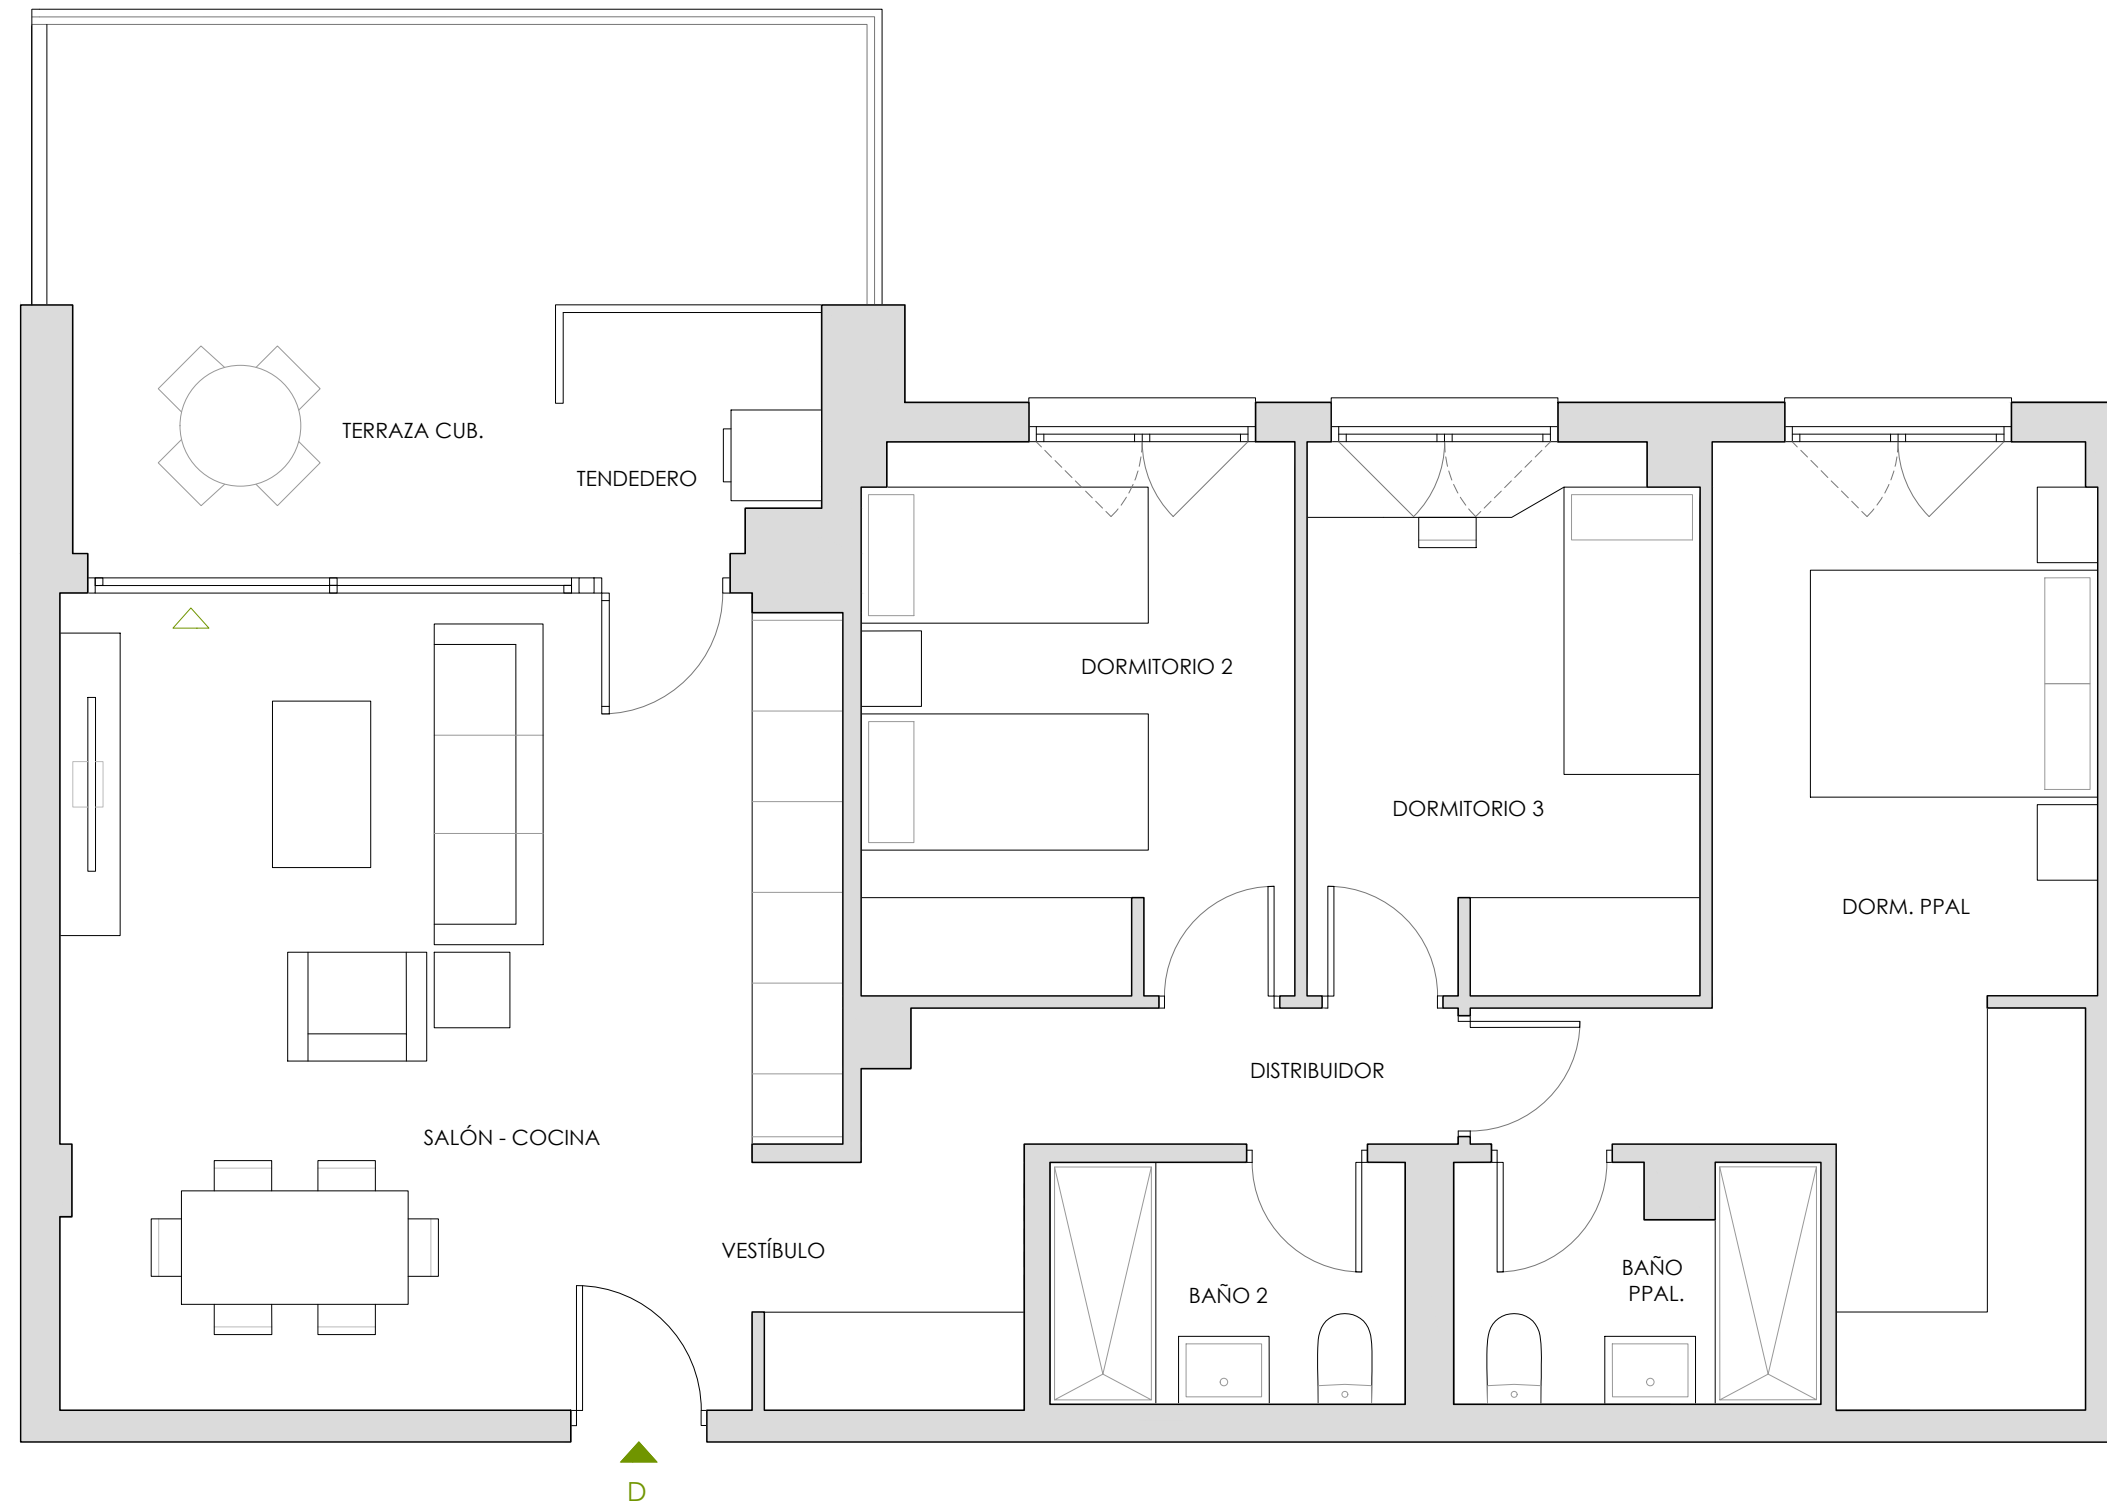 TERRAZA CUB.
TENDEDERO
DORMITORIO 2
DORMITORIO 3
DORM. PPAL
DISTRIBUIDOR
SALÓN - COCINA
VESTÍBULO
BAÑO 2
BAÑO
PPAL.
D